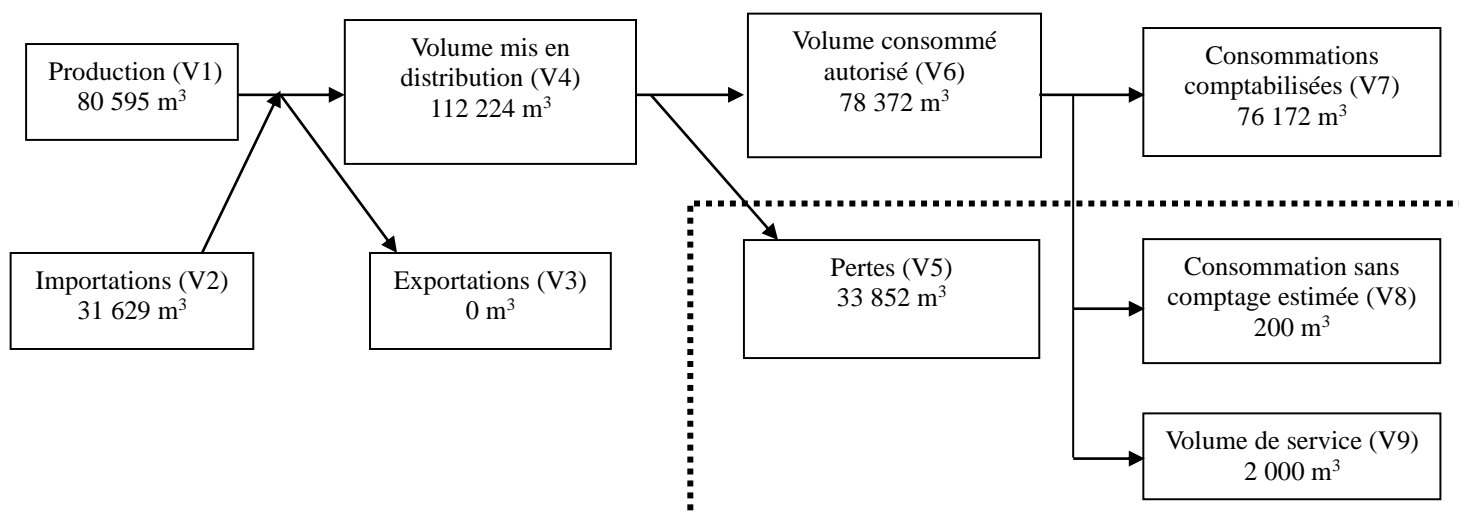 Production (V1)
80 595 m³
Volume mis en
distribution (V4)
112 224 m³
Volume consommé
autorisé (V6)
78 372 m³
Consommations
comptabilisées (V7)
76 172 m³
Importations (V2)
31 629 m³
Exportations (V3)
0 m³
Pertes (V5)
33 852 m³
Consommation sans
comptage estimée (V8)
200 m³
Volume de service (V9)
2 000 m³